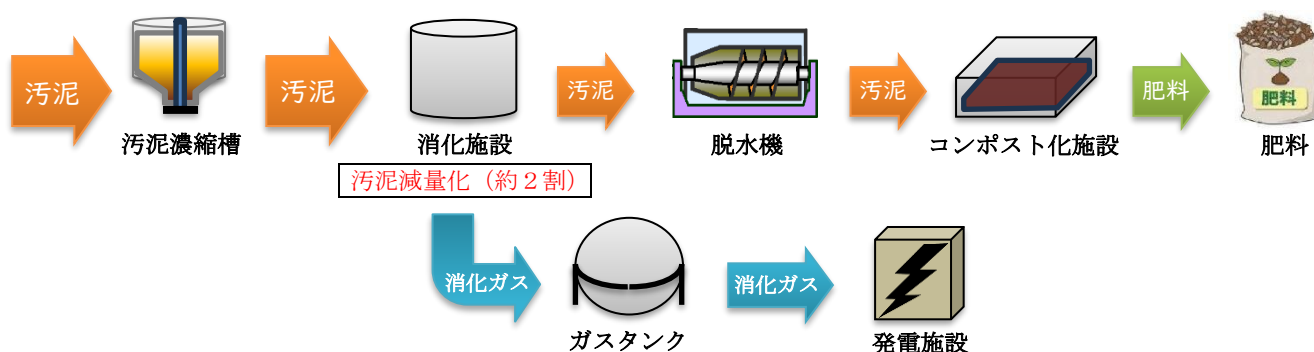 汚泥
汚泥
汚泥
汚泥
肥料
肥料
汚泥濃縮槽
消化施設
脱水機
コンポスト化施設
肥料
汚泥減量化（約２割）
消化ガス
消化ガス
ガスタンク
発電施設